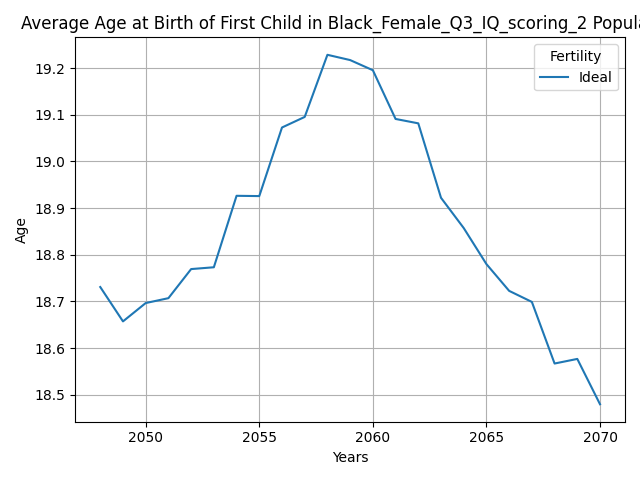 Average Age at Birth of First Child in Black_Female_Q3_IQ_scoring_2 Popula
Fertility
Ideal
19.2
19.1
19.0
18.9
18.8
18.7
18.6
18.5
Age
2050 2055 2060 2065 2070
Years